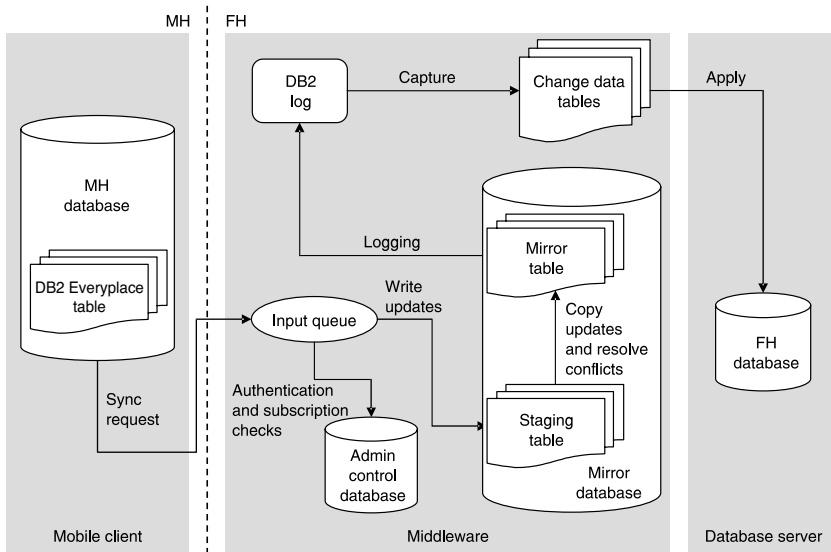 MH
FH
DB2
log
Capture
Change data
tables
Apply
MH
database
DB2 Everyplace
table
Logging
Mirror
table
Write
updates
Input queue
Copy
updates
and resolve
conflicts
FH
database
Sync
request
Authentication
and subscription
checks
Staging
table
Admin
control
database
Mirror
database
Mobile client
Middleware
Database server